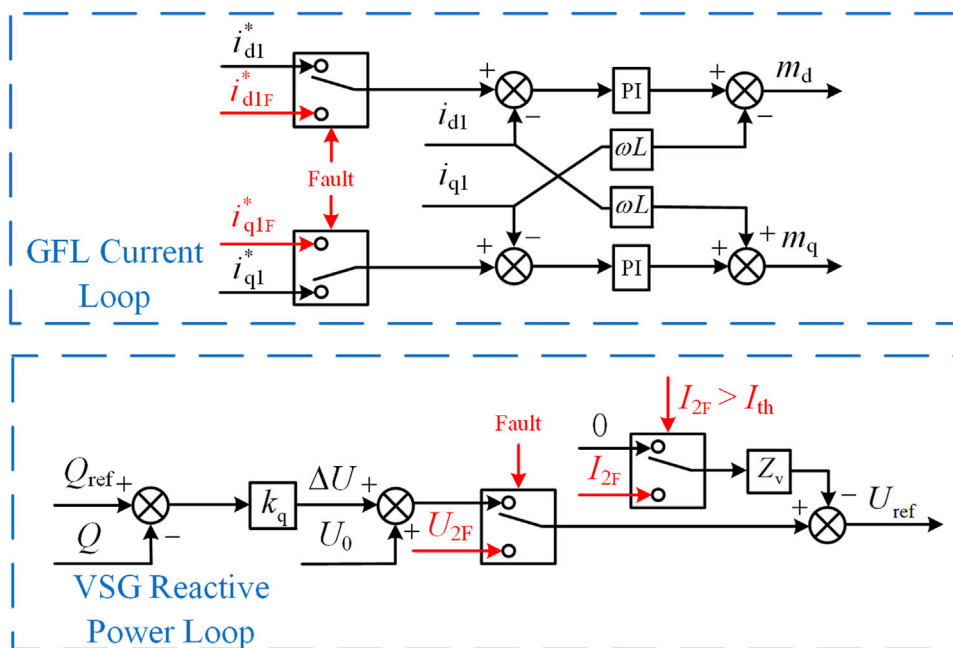 i*d1
i*d1F
Fault
i*q1F
i*q1
GFL Current
Loop
id1
iq1
+
−
PI
+
−
md
ωL
ωL
+
−
PI
+
+
mq
Qref
+
Q
−
kq
ΔU
+
U0
+
U2F
Fault
0
I2F
I2F > Ith
Zv
−
+
Uref
VSG Reactive
Power Loop